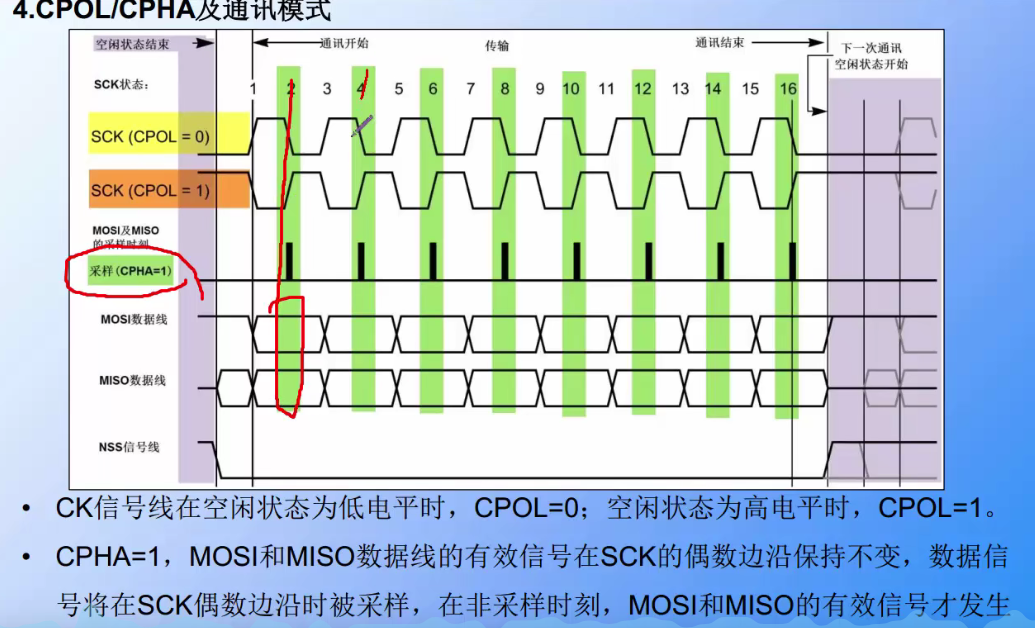 4.CPOL/CPHA及通讯模式
空闲状态结束
通讯开始
传输
通讯结束
下一次通讯
空闲状态开始
SCK状态:
1 2 3 4 5 6 7 8 9 10 11 12 13 14 15 16
SCK (CPOL = 0)
SCK (CPOL = 1)
MOSI及MISO
的采样时刻
采样(CPHA=1)
MOSI数据线
MISO数据线
NSS信号线
• CK信号线在空闲状态为低电平时，CPOL=0；空闲状态为高电平时，CPOL=1。
• CPHA=1，MOSI和MISO数据线的有效信号在SCK的偶数边沿保持不变，数据信
号将在SCK偶数边沿时被采样，在非采样时刻，MOSI和MISO的有效信号才发生